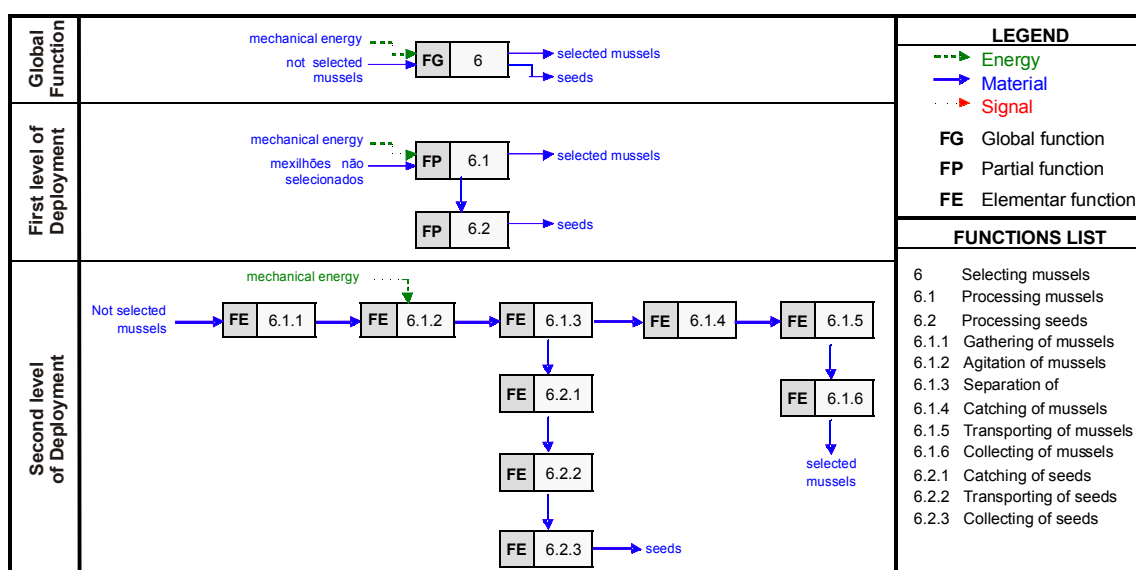 Global
Function
mechanical energy
not selected
mussels
FG 6
selected mussels
seeds
First level of
Deployment
mechanical energy
mexilhões não
selecionados
FP 6.1
selected mussels
FP 6.2
seeds
Second level
of Deployment
mechanical energy
Not selected
mussels
FE 6.1.1
FE 6.1.2
FE 6.1.3
FE 6.1.4
FE 6.1.5
FE 6.2.1
FE 6.1.6
FE 6.2.2
selected
mussels
FE 6.2.3
seeds
LEGEND
Energy
Material
Signal
FG Global function
FP Partial function
FE Elementar function
FUNCTIONS LIST
6 Selecting mussels
6.1 Processing mussels
6.2 Processing seeds
6.1.1 Gathering of mussels
6.1.2 Agitation of mussels
6.1.3 Separation of
6.1.4 Catching of mussels
6.1.5 Transporting of mussels
6.1.6 Collecting of mussels
6.2.1 Catching of seeds
6.2.2 Transporting of seeds
6.2.3 Collecting of seeds